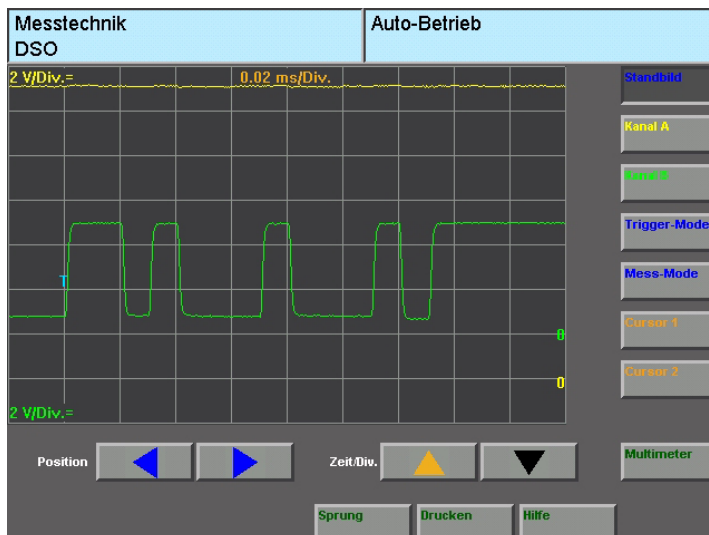 Messtechnik
DSO
Auto-Betrieb
2 V/Div.=
0.02 ms/Div.
Standbild
Kanal A
Kanal B
Trigger-Mode
T
Mess-Mode
0
Cursor 1
0
Cursor 2
2 V/Div.=
Position
Zeit/Div.
Multimeter
Sprung
Drucken
Hilfe